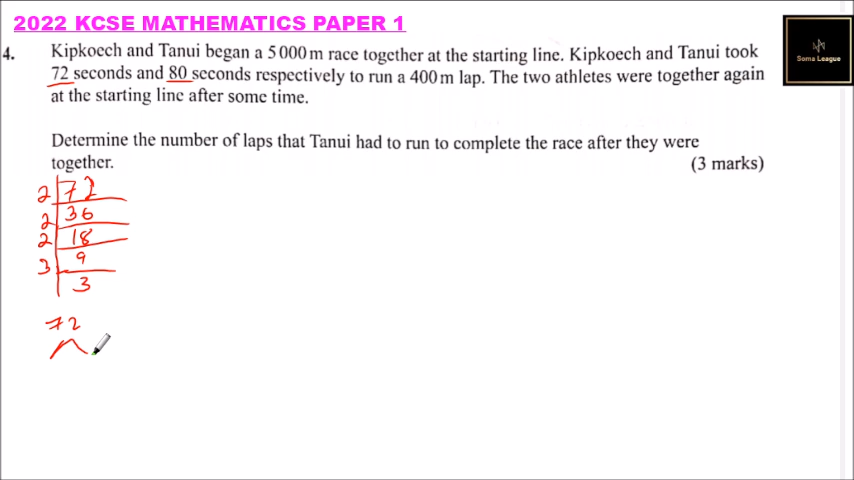 2022 KCSE MATHEMATICS PAPER 1
4. Kipkoech and Tanui began a 5 000 m race together at the starting line. Kipkoech and Tanui took
72 seconds and 80 seconds respectively to run a 400 m lap. The two athletes were together again
at the starting line after some time.
Soma League
Determine the number of laps that Tanui had to run to complete the race after they were
together. (3 marks)
2 72
2 36
2 18
3 9
3
72